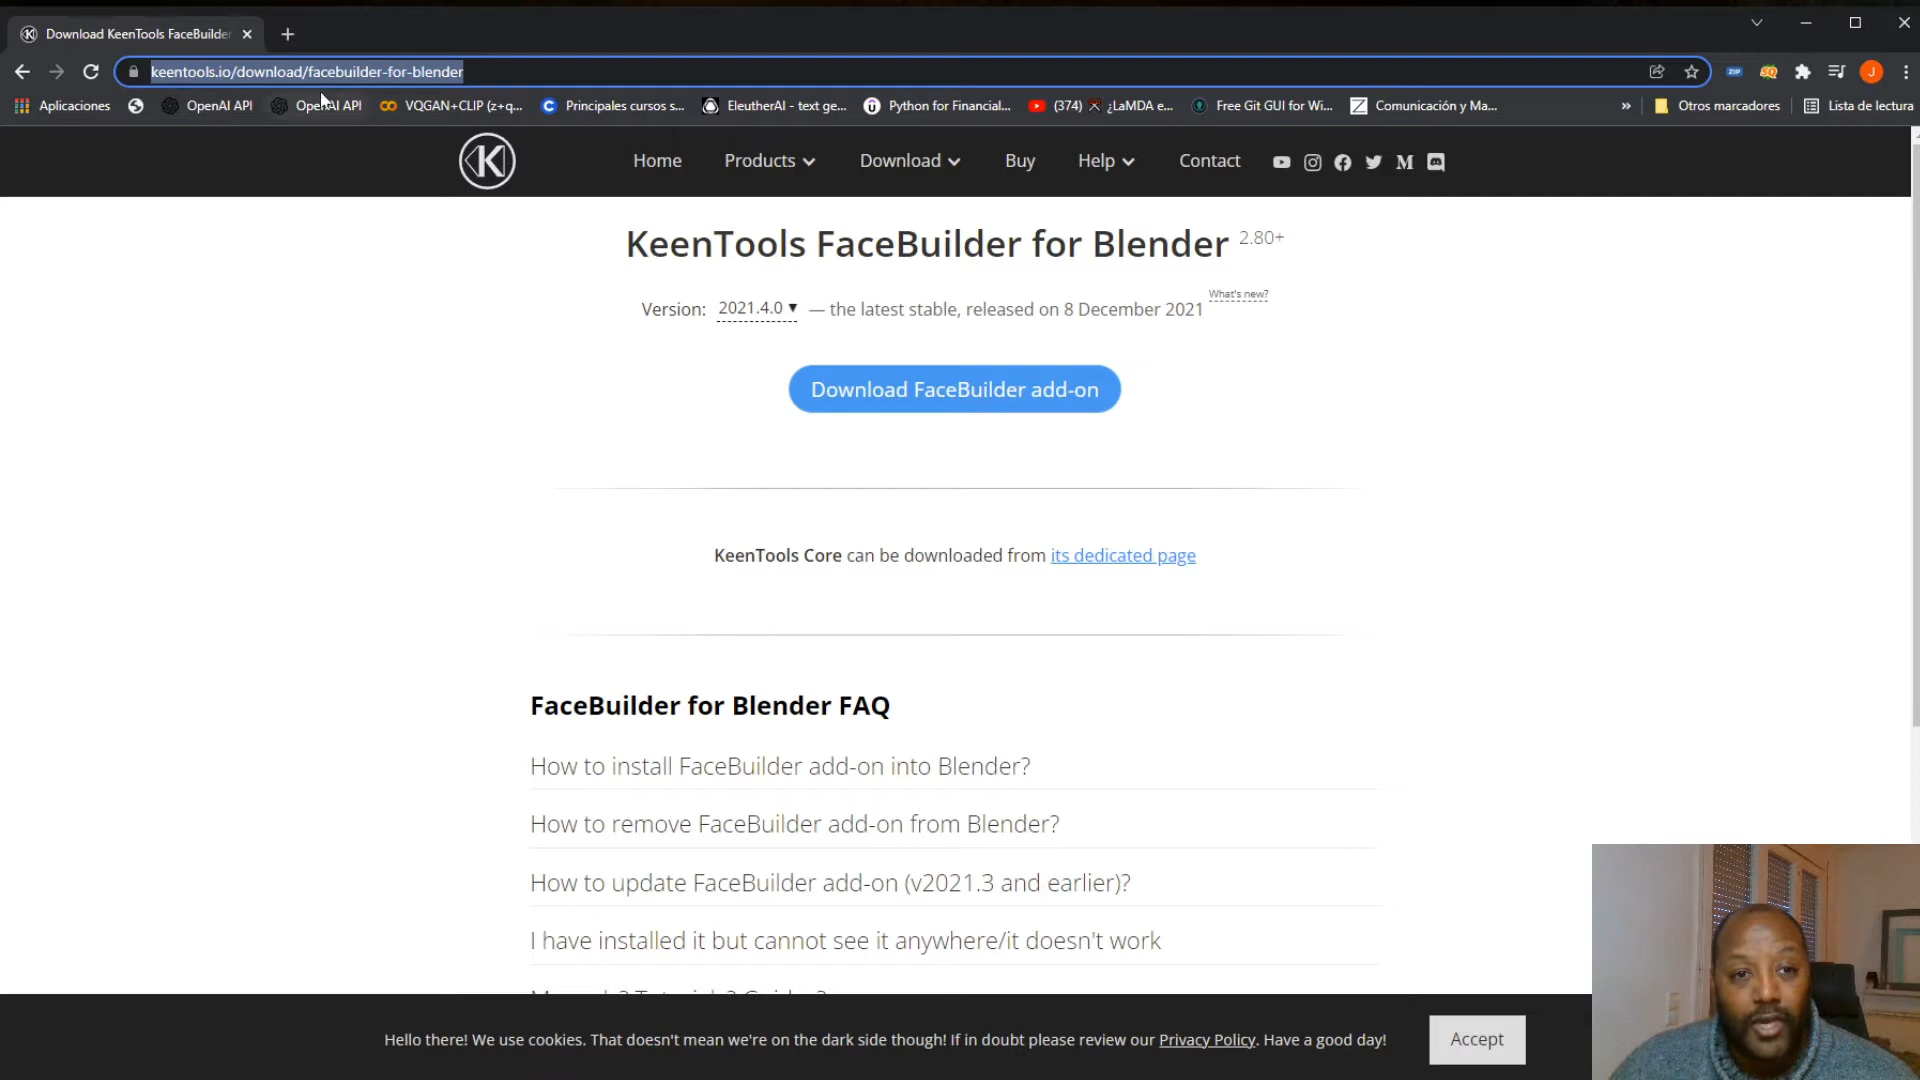 Download KeenTools FaceBuilder
keentools.io/download/facebuilder-for-blender
Aplicaciones
OpenAI API
OpenAI API
VQGAN+CLIP (z+q...
Principales cursos s...
EleutherAI - text ge...
Python for Financial...
(374) ¿LaMDA e...
Free Git GUI for Wi...
Comunicación y Ma...
»
Otros marcadores
Lista de lectura
ZIP
J
K
Home
Products
Download
Buy
Help
Contact
KeenTools FaceBuilder for Blender 2.80+
Version: 2021.4.0 ▾ — the latest stable, released on 8 December 2021 What's new?
Download FaceBuilder add-on
KeenTools Core can be downloaded from its dedicated page
FaceBuilder for Blender FAQ
How to install FaceBuilder add-on into Blender?
How to remove FaceBuilder add-on from Blender?
How to update FaceBuilder add-on (v2021.3 and earlier)?
I have installed it but cannot see it anywhere/it doesn't work
Hello there! We use cookies. That doesn't mean we're on the dark side though! If in doubt please review our Privacy Policy. Have a good day!
Accept